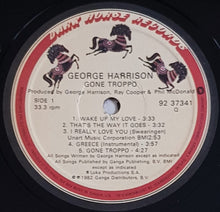 DARK HORSE RECORDS
GEORGE HARRISON
GONE TROPPO
Produced by George Harrison, Ray Cooper & Phil McDonald
SIDE 1
33.3 rpm
92 37341
1. WAKE UP MY LOVE - 3:33
2. THAT'S THE WAY IT GOES - 3:32
3. I REALLY LOVE YOU (Swearingen)
Unart Music Corporation BMI 2:53
4. GREECE (Instrumental) - 3:57
5. GONE TROPPO - 4:27
All Songs Written by George Harrison except as indicated
All Songs Published by Ganga Publishing B.V. BMI Except as
indicated
Loka Productions S.A.
1982 Ganga Distributors B.V.